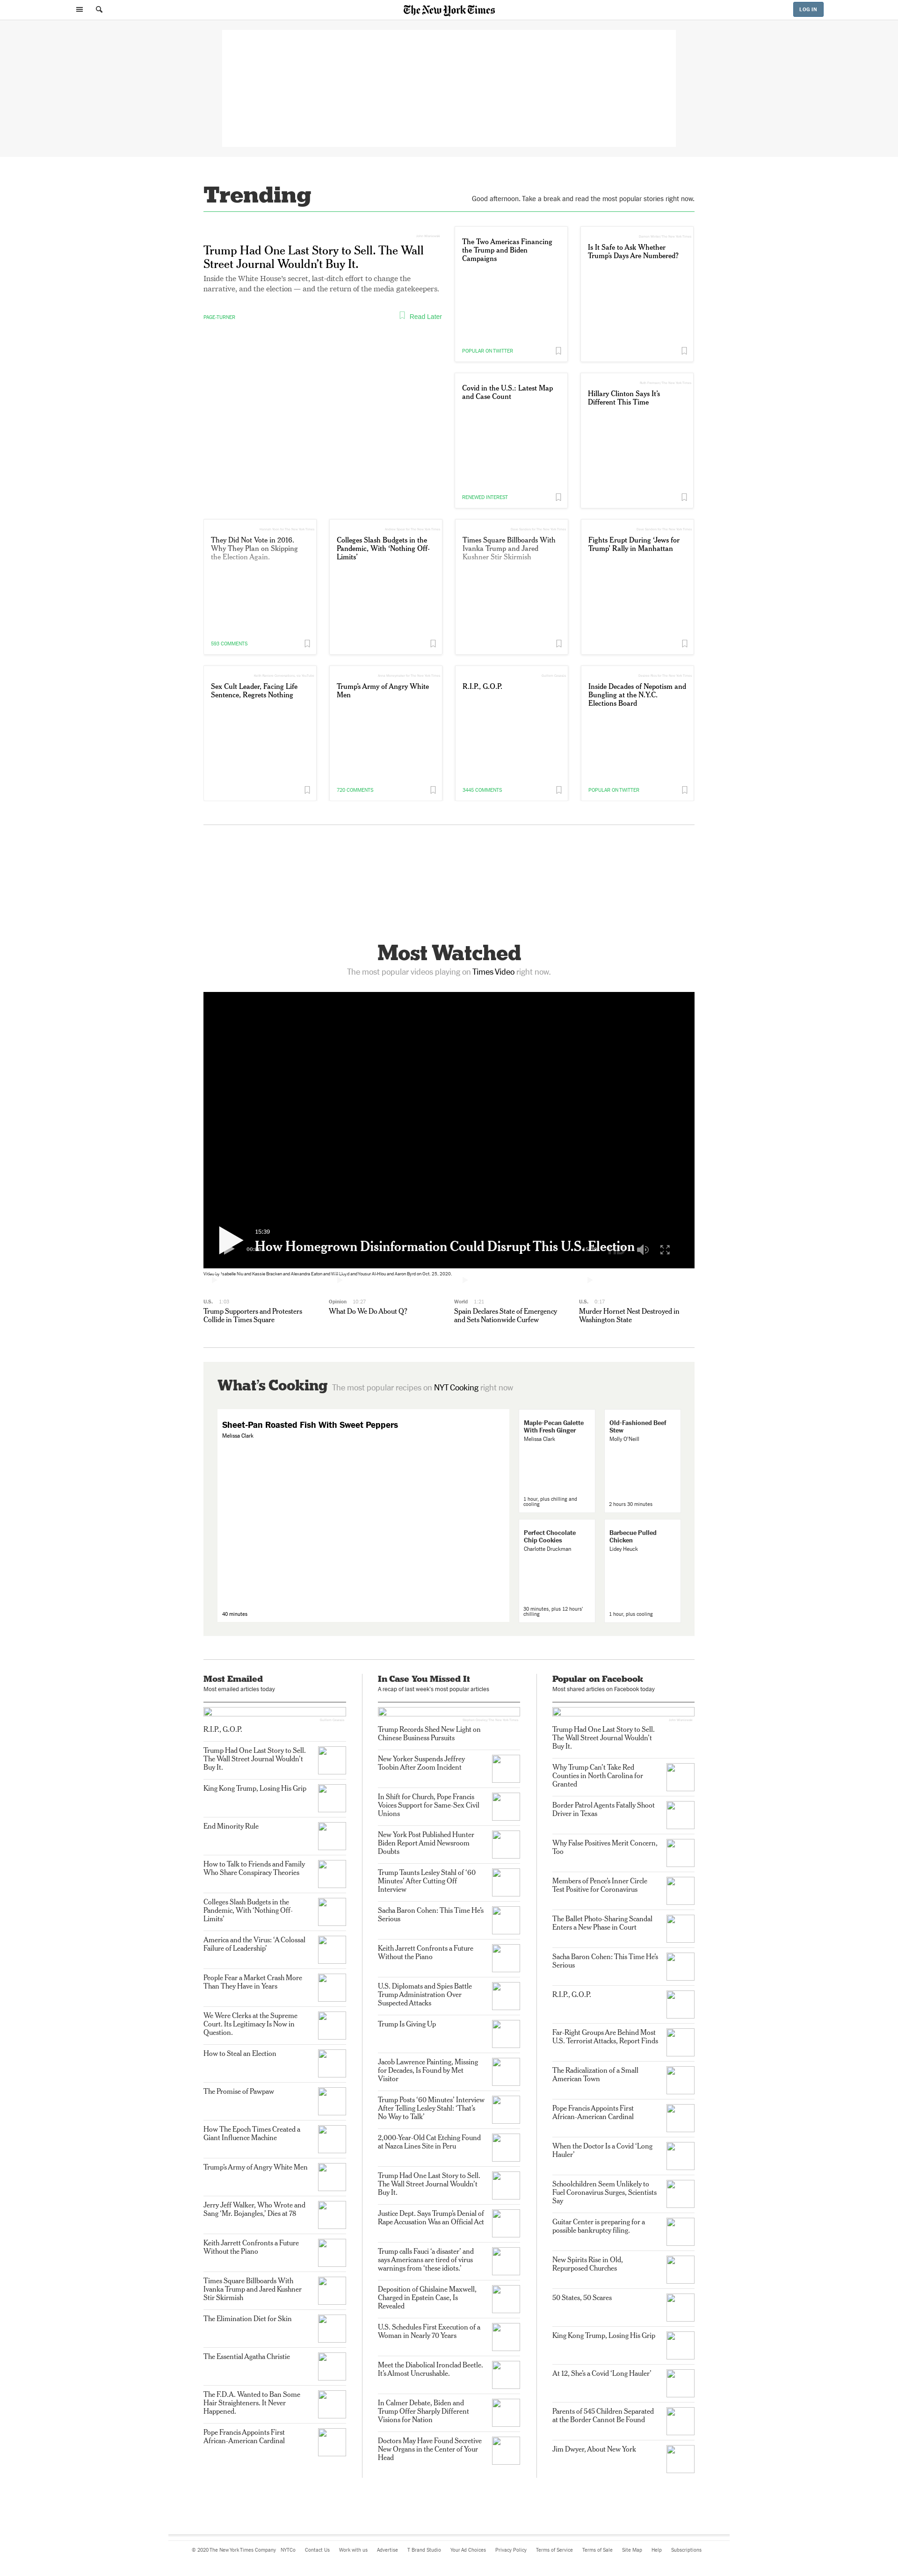 The New York Times
LOG IN
Trending
Good afternoon. Take a break and read the most popular stories right now.
Trump Had One Last Story to Sell. The Wall
Street Journal Wouldn't Buy It.
Inside the White House's secret, last-ditch effort to change the
narrative, and the election — and the return of the media gatekeepers.
PAGE-TURNER
Read Later
The Two Americas Financing
the Trump and Biden
Campaigns
POPULAR ON TWITTER
Is It Safe to Ask Whether
Trump's Days Are Numbered?
Covid in the U.S.: Latest Map
and Case Count
RENEWED INTEREST
Hillary Clinton Says It's
Different This Time
They Did Not Vote in 2016.
Why They Plan on Skipping
the Election Again.
593 COMMENTS
Colleges Slash Budgets in the
Pandemic, With 'Nothing Off-
Limits'
Times Square Billboards With
Ivanka Trump and Jared
Kushner Stir Skirmish
Fights Erupt During 'Jews for
Trump' Rally in Manhattan
Sex Cult Leader, Facing Life
Sentence, Regrets Nothing
Trump's Army of Angry White
Men
720 COMMENTS
R.I.P., G.O.P.
3445 COMMENTS
Inside Decades of Nepotism and
Bungling at the N.Y.C.
Elections Board
POPULAR ON TWITTER
Most Watched
The most popular videos playing on Times Video right now.
15:39
How Homegrown Disinformation Could Disrupt This U.S. Election
Video by Isabelle Niu and Kassie Bracken and Alexandra Eaton and Will Lloyd and Yousur Al-Hlou and Aaron Byrd on Oct. 25, 2020.
U.S. 1:20
Trump Supporters and Protesters
Collide in Times Square
Opinion 10:27
What Do We Do About Q?
World 1:21
Spain Declares State of Emergency
and Sets Nationwide Curfew
U.S. 0:17
Murder Hornet Nest Destroyed in
Washington State
What's Cooking The most popular recipes on NYT Cooking right now
Sheet-Pan Roasted Fish With Sweet Peppers
Melissa Clark
40 minutes
Maple-Pecan Galette
With Fresh Ginger
Melissa Clark
1 hour, plus chilling and
cooling
Old-Fashioned Beef
Stew
Molly O'Neill
2 hours 30 minutes
Perfect Chocolate
Chip Cookies
Charlotte Druckman
30 minutes, plus 12 hours'
chilling
Barbecue Pulled
Chicken
Lidey Heuck
1 hour, plus cooling
Most Emailed
Most emailed articles today
R.I.P., G.O.P.
Trump Had One Last Story to Sell.
The Wall Street Journal Wouldn't
Buy It.
King Kong Trump, Losing His Grip
End Minority Rule
How to Talk to Friends and Family
Who Share Conspiracy Theories
Colleges Slash Budgets in the
Pandemic, With 'Nothing Off-
Limits'
America and the Virus: 'A Colossal
Failure of Leadership'
People Fear a Market Crash More
Than They Have in Years
We Were Clerks at the Supreme
Court. Its Legitimacy Is Now in
Question.
How to Steal an Election
The Promise of Pawpaw
How The Epoch Times Created a
Giant Influence Machine
Trump's Army of Angry White Men
Jerry Jeff Walker, Who Wrote and
Sang 'Mr. Bojangles,' Dies at 78
Keith Jarrett Confronts a Future
Without the Piano
Times Square Billboards With
Ivanka Trump and Jared Kushner
Stir Skirmish
The Elimination Diet for Skin
The Essential Agatha Christie
The F.D.A. Wanted to Ban Some
Hair Straighteners. It Never
Happened.
Pope Francis Appoints First
African-American Cardinal
In Case You Missed It
A recap of last week's most popular articles
Trump Records Shed New Light on
Chinese Business Pursuits
New Yorker Suspends Jeffrey
Toobin After Zoom Incident
In Shift for Church, Pope Francis
Voices Support for Same-Sex Civil
Unions
New York Post Published Hunter
Biden Report Amid Newsroom
Doubts
Trump Taunts Lesley Stahl of '60
Minutes' After Cutting Off
Interview
Sacha Baron Cohen: This Time He's
Serious
Keith Jarrett Confronts a Future
Without the Piano
U.S. Diplomats and Spies Battle
Trump Administration Over
Suspected Attacks
Trump Is Giving Up
Jacob Lawrence Painting, Missing
for Decades, Is Found by Met
Visitor
Trump Posts '60 Minutes' Interview
After Telling Lesley Stahl: 'That's
No Way to Talk'
2,000-Year-Old Cat Etching Found
at Nazca Lines Site in Peru
Trump Had One Last Story to Sell.
The Wall Street Journal Wouldn't
Buy It.
Justice Dept. Says Trump's Denial of
Rape Accusation Was an Official Act
Trump calls Fauci 'a disaster' and
says Americans are tired of virus
warnings from 'these idiots.'
Deposition of Ghislaine Maxwell,
Charged in Epstein Case, Is
Revealed
U.S. Schedules First Execution of a
Woman in Nearly 70 Years
Meet the Diabolical Ironclad Beetle.
It's Almost Uncrushable.
In Calmer Debate, Biden and
Trump Offer Sharply Different
Visions for Nation
Doctors May Have Found Secretive
New Organs in the Center of Your
Head
Popular on Facebook
Most shared articles on Facebook today
Trump Had One Last Story to Sell.
The Wall Street Journal Wouldn't
Buy It.
Why Trump Can't Take Red
Counties in North Carolina for
Granted
Border Patrol Agents Fatally Shoot
Driver in Texas
Why False Positives Merit Concern,
Too
Members of Pence's Inner Circle
Test Positive for Coronavirus
The Ballet Photo-Sharing Scandal
Enters a New Phase in Court
Sacha Baron Cohen: This Time He's
Serious
R.I.P., G.O.P.
Far-Right Groups Are Behind Most
U.S. Terrorist Attacks, Report Finds
The Radicalization of a Small
American Town
Pope Francis Appoints First
African-American Cardinal
When the Doctor Is a Covid 'Long
Hauler'
Schoolchildren Seem Unlikely to
Fuel Coronavirus Surges, Scientists
Say
Guitar Center is preparing for a
possible bankruptcy filing.
New Spirits Rise in Old,
Repurposed Churches
50 States, 50 Scares
King Kong Trump, Losing His Grip
At 12, She's a Covid 'Long Hauler'
Parents of 545 Children Separated
at the Border Cannot Be Found
Jim Dwyer, About New York
© 2020 The New York Times Company NYTCo Contact Us Work with us Advertise T Brand Studio Your Ad Choices Privacy Policy Terms of Service Terms of Sale Site Map Help Subscriptions